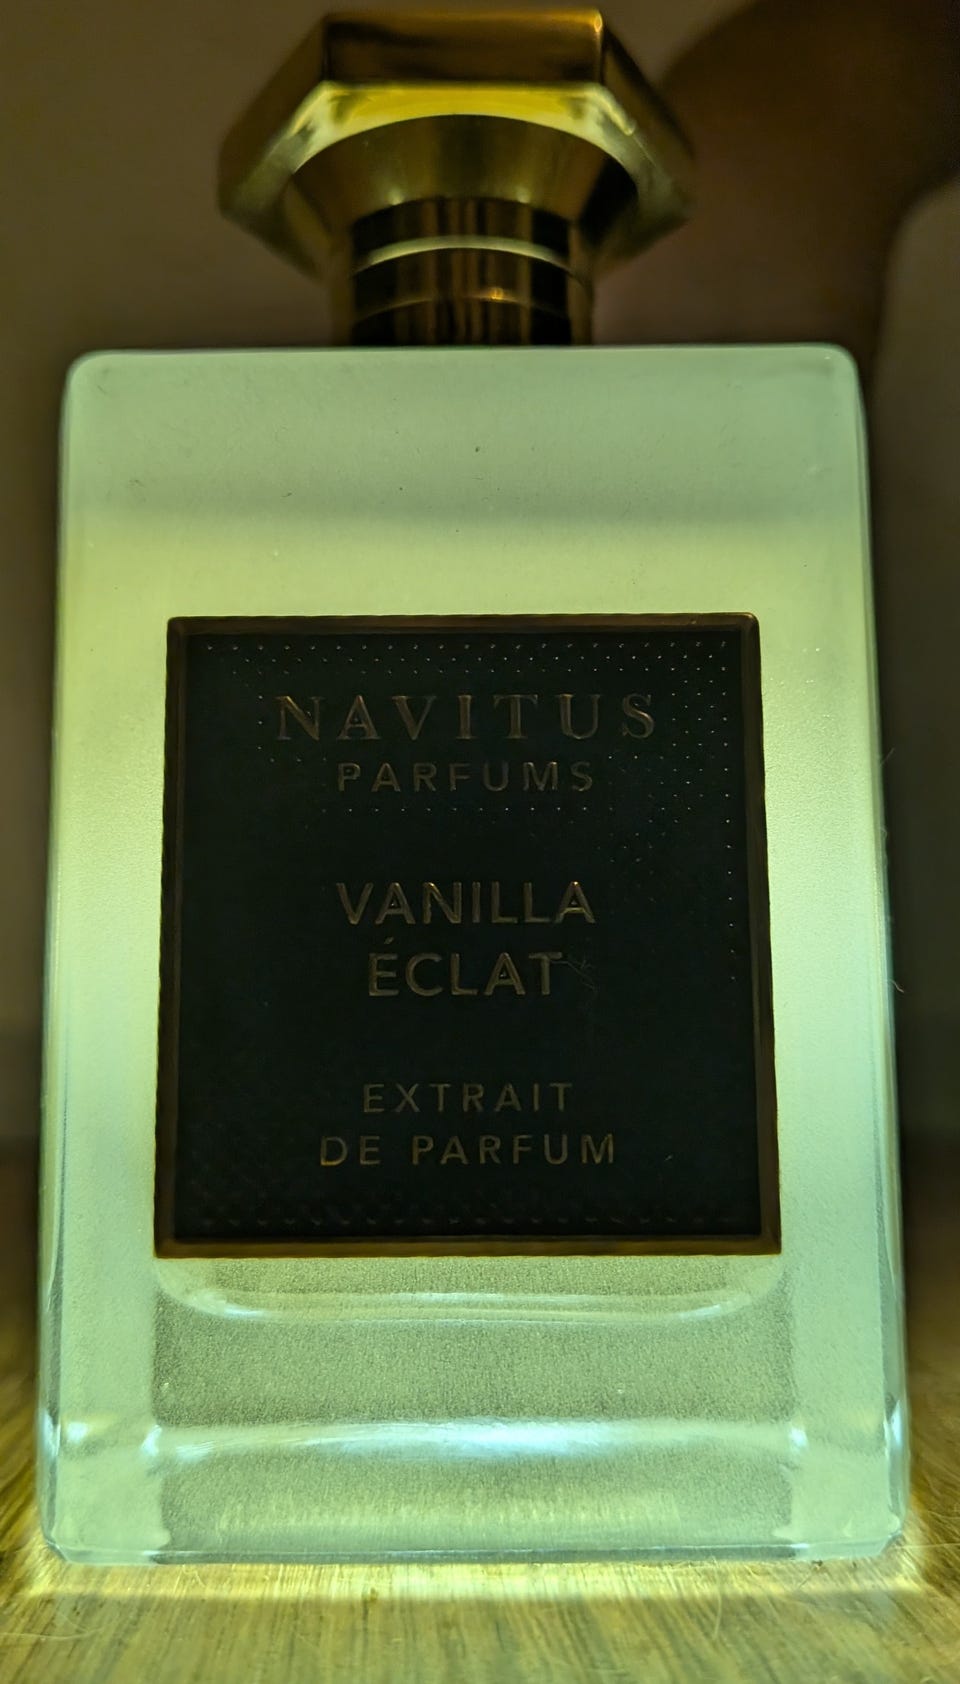 NAVITUS
PARFUMS
VANILLA
ÉCLAT
EXTRAIT
DE PARFUM